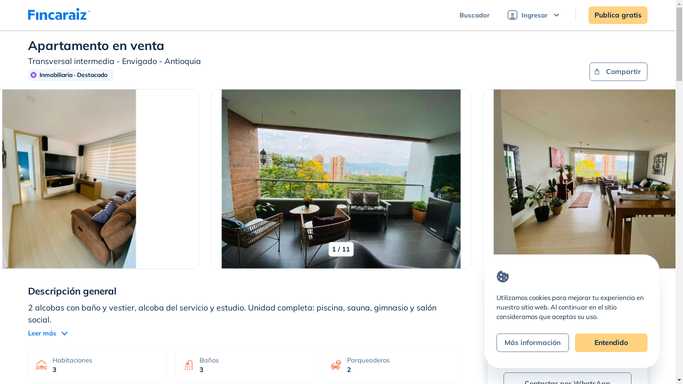 Fincaraiz
Buscador
Ingresar
Publica gratis
Apartamento en venta
Transversal intermedia - Envigado - Antioquia
Inmobiliaria · Destacado
Compartir
1 / 11
Descripción general
2 alcobas con baño y vestier, alcoba del servicio y estudio. Unidad completa: piscina, sauna, gimnasio y salón
social.
Leer más
Habitaciones
3
Baños
3
Parqueaderos
2
Utilizamos cookies para mejorar tu experiencia en
nuestro sitio web. Al continuar en el sitio
consideramos que aceptas su uso.
Más información
Entendido
Contactar por WhatsApp